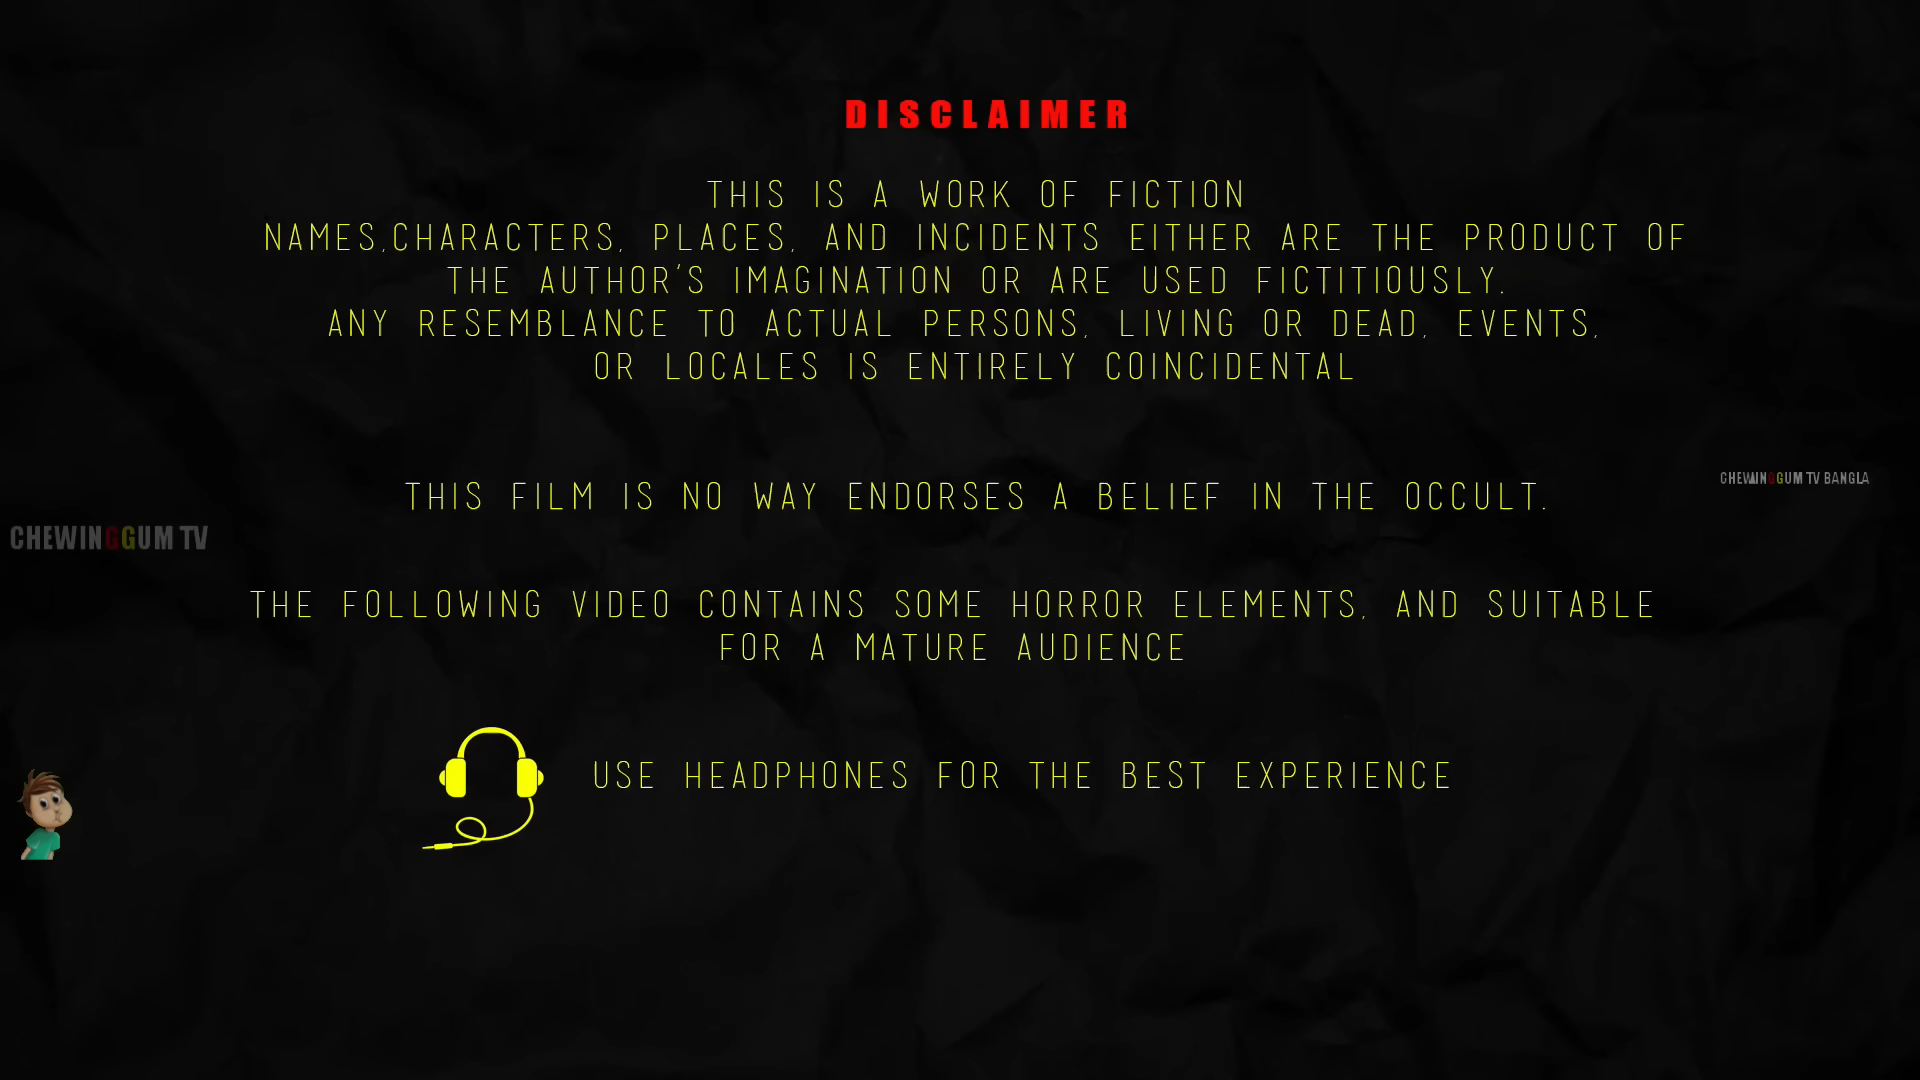 DISCLAIMER
THIS IS A WORK OF FICTION
NAMES,CHARACTERS, PLACES, AND INCIDENTS EITHER ARE THE PRODUCT OF
THE AUTHOR'S IMAGINATION OR ARE USED FICTITIOUSLY.
ANY RESEMBLANCE TO ACTUAL PERSONS, LIVING OR DEAD, EVENTS,
OR LOCALES IS ENTIRELY COINCIDENTAL
THIS FILM IS NO WAY ENDORSES A BELIEF IN THE OCCULT.
CHEWINGGUM TV BANGLA
CHEWINGGUM TV
THE FOLLOWING VIDEO CONTAINS SOME HORROR ELEMENTS, AND SUITABLE
FOR A MATURE AUDIENCE
USE HEADPHONES FOR THE BEST EXPERIENCE